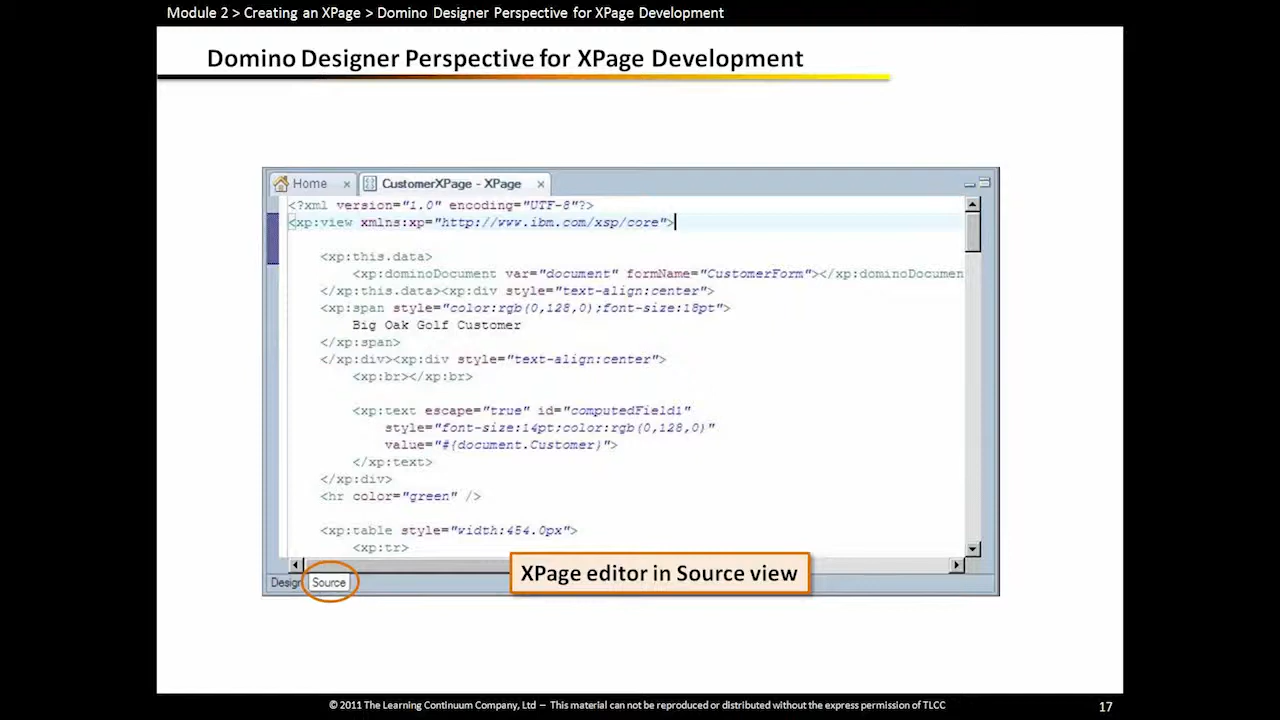 Module 2 > Creating an XPage > Domino Designer Perspective for XPage Development
Domino Designer Perspective for XPage Development
Home
CustomerXPage - XPage
<?xml version="1.0" encoding="UTF-8"?>
<xp:view xmlns:xp="http://www.ibm.com/xsp/core">
<xp:this.data>
<xp:dominoDocument var="document" formName="CustomerForm"></xp:dominoDocumen
</xp:this.data><xp:div style="text-align:center">
<xp:span style="color:rgb(0,128,0);font-size:18pt">
Big Oak Golf Customer
</xp:span>
</xp:div><xp:div style="text-align:center">
<xp:br></xp:br>
<xp:text escape="true" id="computedField1"
style="font-size:14pt;color:rgb(0,128,0)"
value="#{document.Customer}">
</xp:text>
</xp:div>
<hr color="green" />
<xp:table style="width:454.0px">
<xp:tr>
Design Source
XPage editor in Source view
© 2011 The Learning Continuum Company, Ltd – This material can not be reproduced or distributed without the express permission of TLCC
17